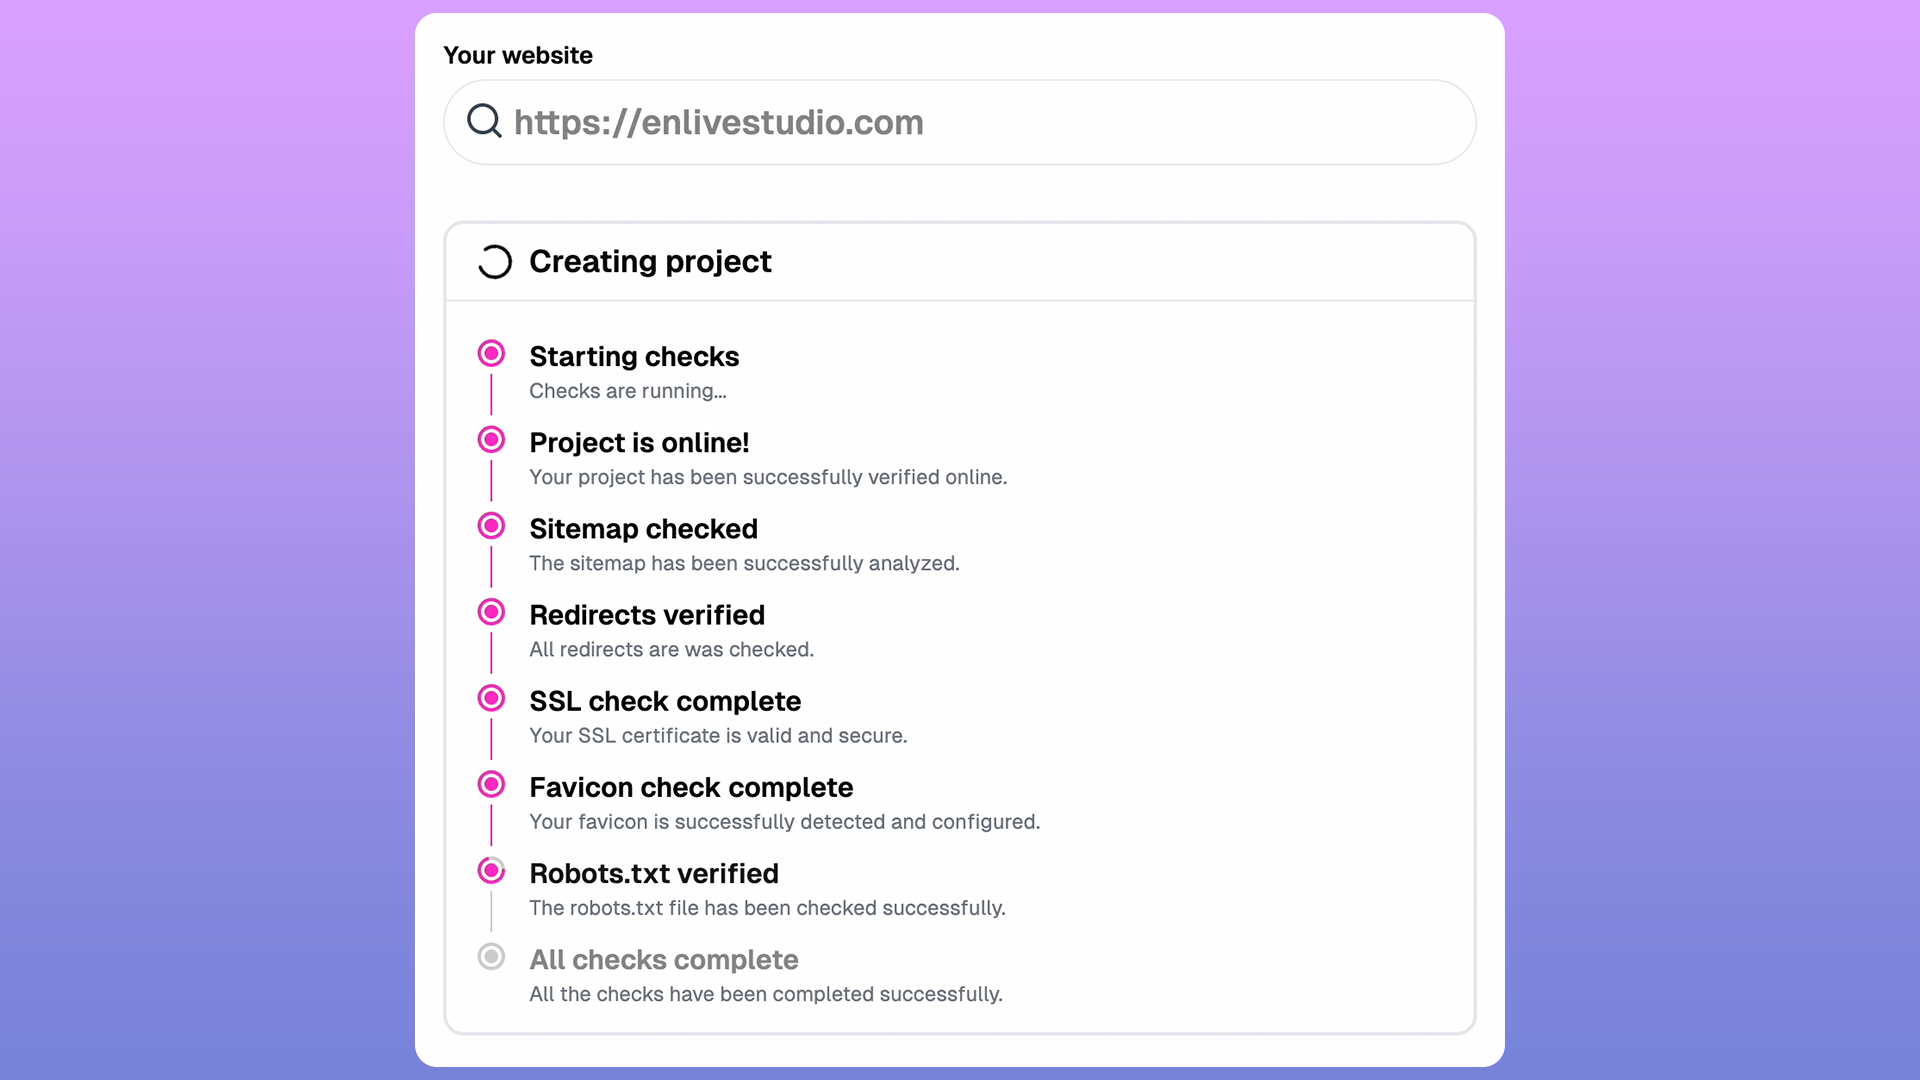 Your website
https://enlivestudio.com
Creating project
Starting checks
Checks are running...
Project is online!
Your project has been successfully verified online.
Sitemap checked
The sitemap has been successfully analyzed.
Redirects verified
All redirects are was checked.
SSL check complete
Your SSL certificate is valid and secure.
Favicon check complete
Your favicon is successfully detected and configured.
Robots.txt verified
The robots.txt file has been checked successfully.
All checks complete
All the checks have been completed successfully.